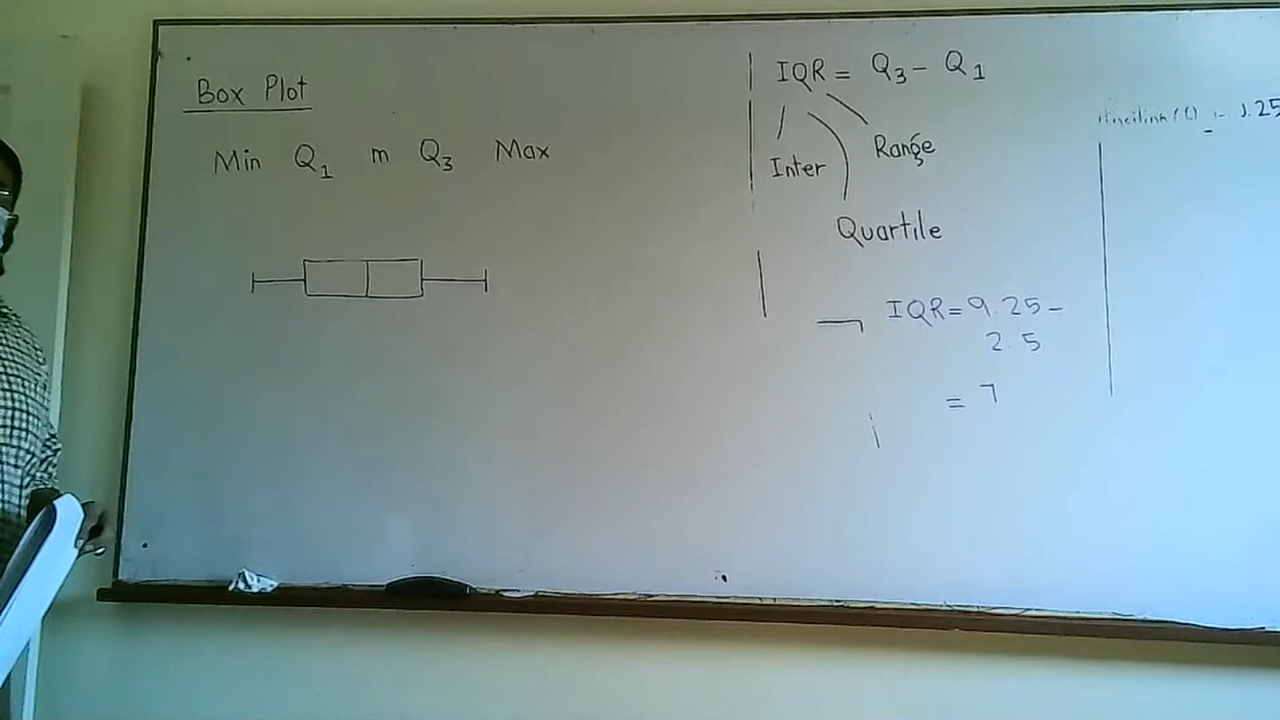 Box Plot
Min Q1 m Q3 Max
IQR = Q3 - Q1
Inter Range
Quartile
IQR = 9.25 -
2.5
= 7